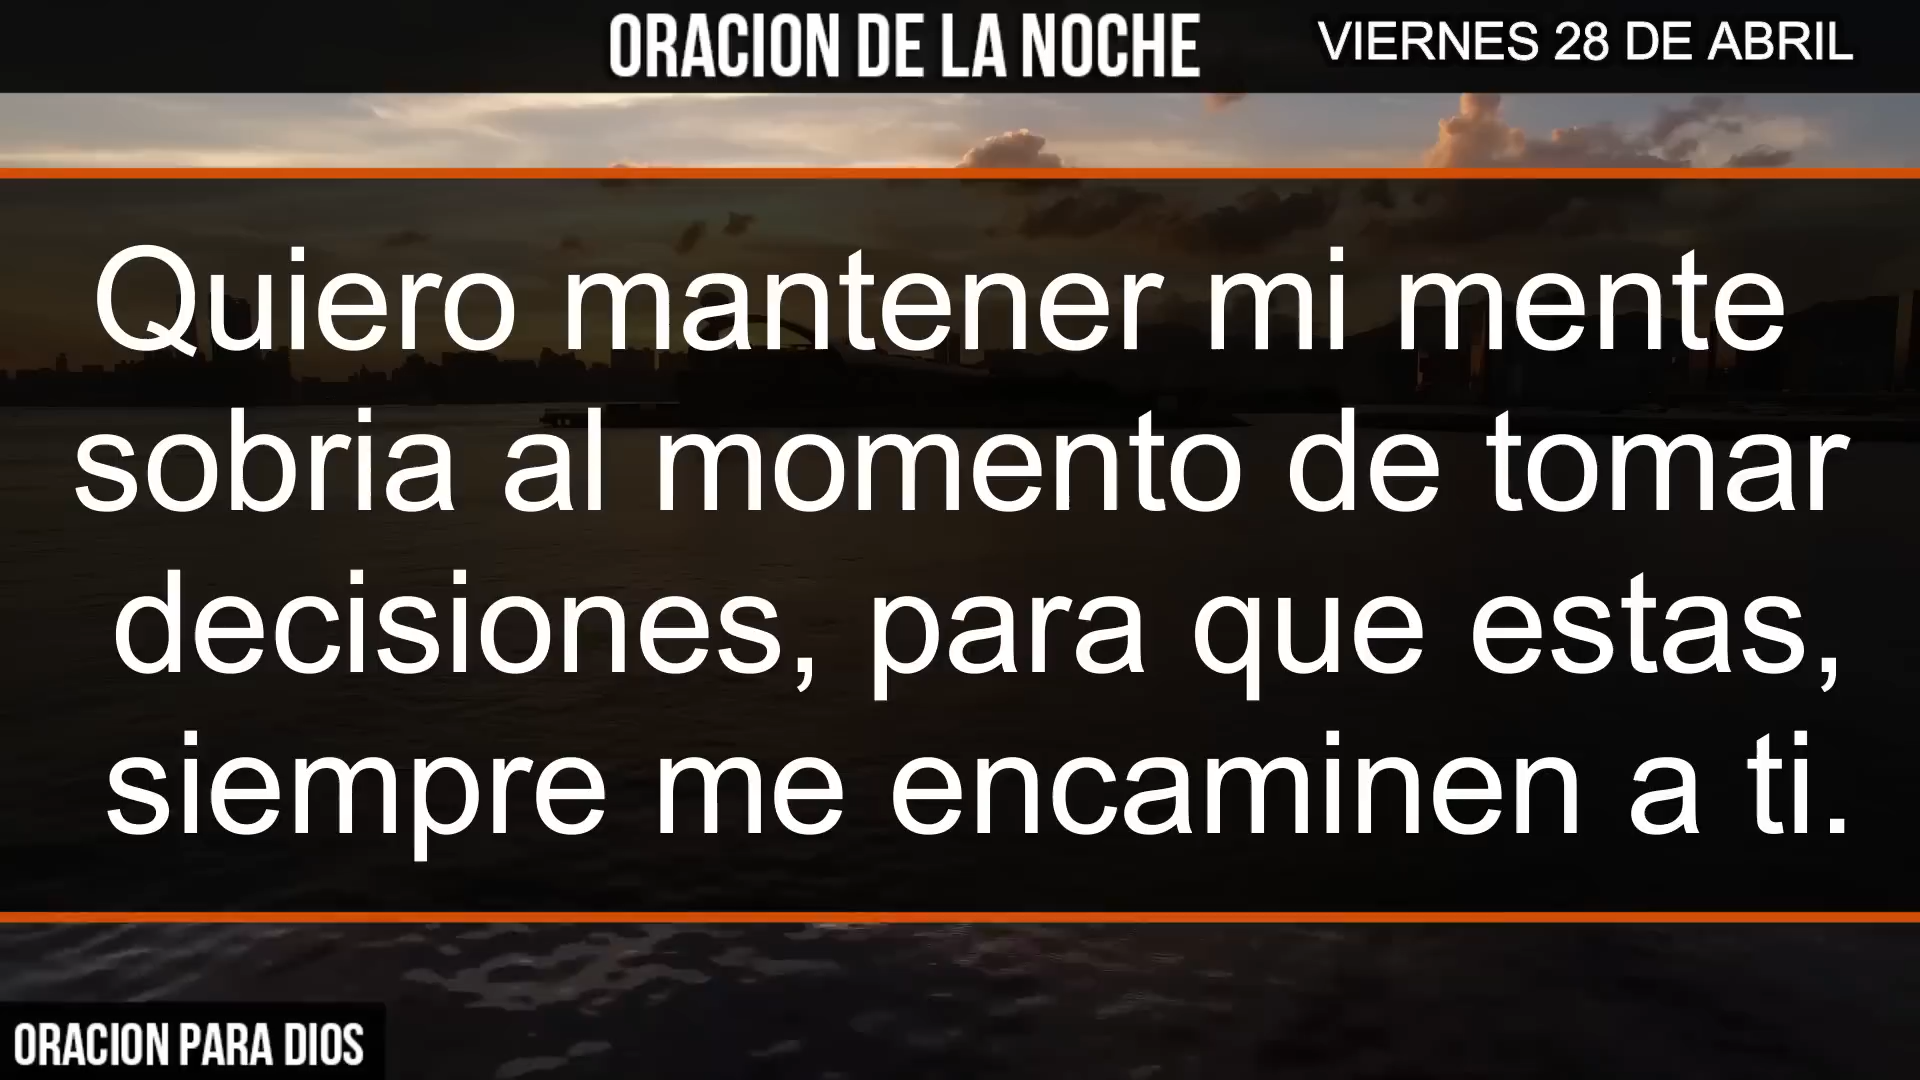 ORACION DE LA NOCHE
VIERNES 28 DE ABRIL
Quiero mantener mi mente
sobria al momento de tomar
decisiones, para que estas,
siempre me encaminen a ti.
ORACION PARA DIOS